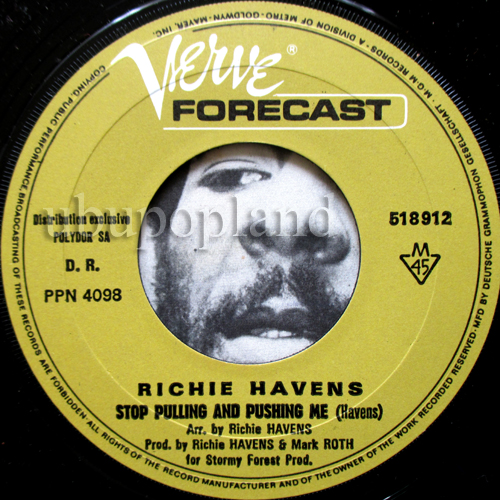 Verve®
FORECAST
ubupopland
Distribution exclusive
POLYDOR SA
D. R.
PPN 4098
518912
M
45
RICHIE HAVENS
STOP PULLING AND PUSHING ME (Havens)
Arr. by Richie HAVENS
Prod. by Richie HAVENS & Mark ROTH
for Stormy Forest Prod.
COPYING, PUBLIC PERFORMANCE, BROADCASTING OF THESE RECORDS ARE FORBIDDEN · ALL RIGHTS OF THE RECORD MANUFACTURER AND OF THE OWNER OF THE WORK RECORDED RESERVED · MFD BY DEUTSCHE GRAMMOPHON GESELLSCHAFT · M·G·M RECORDS - A DIVISION OF METRO-GOLDWYN-MAYER, INC.